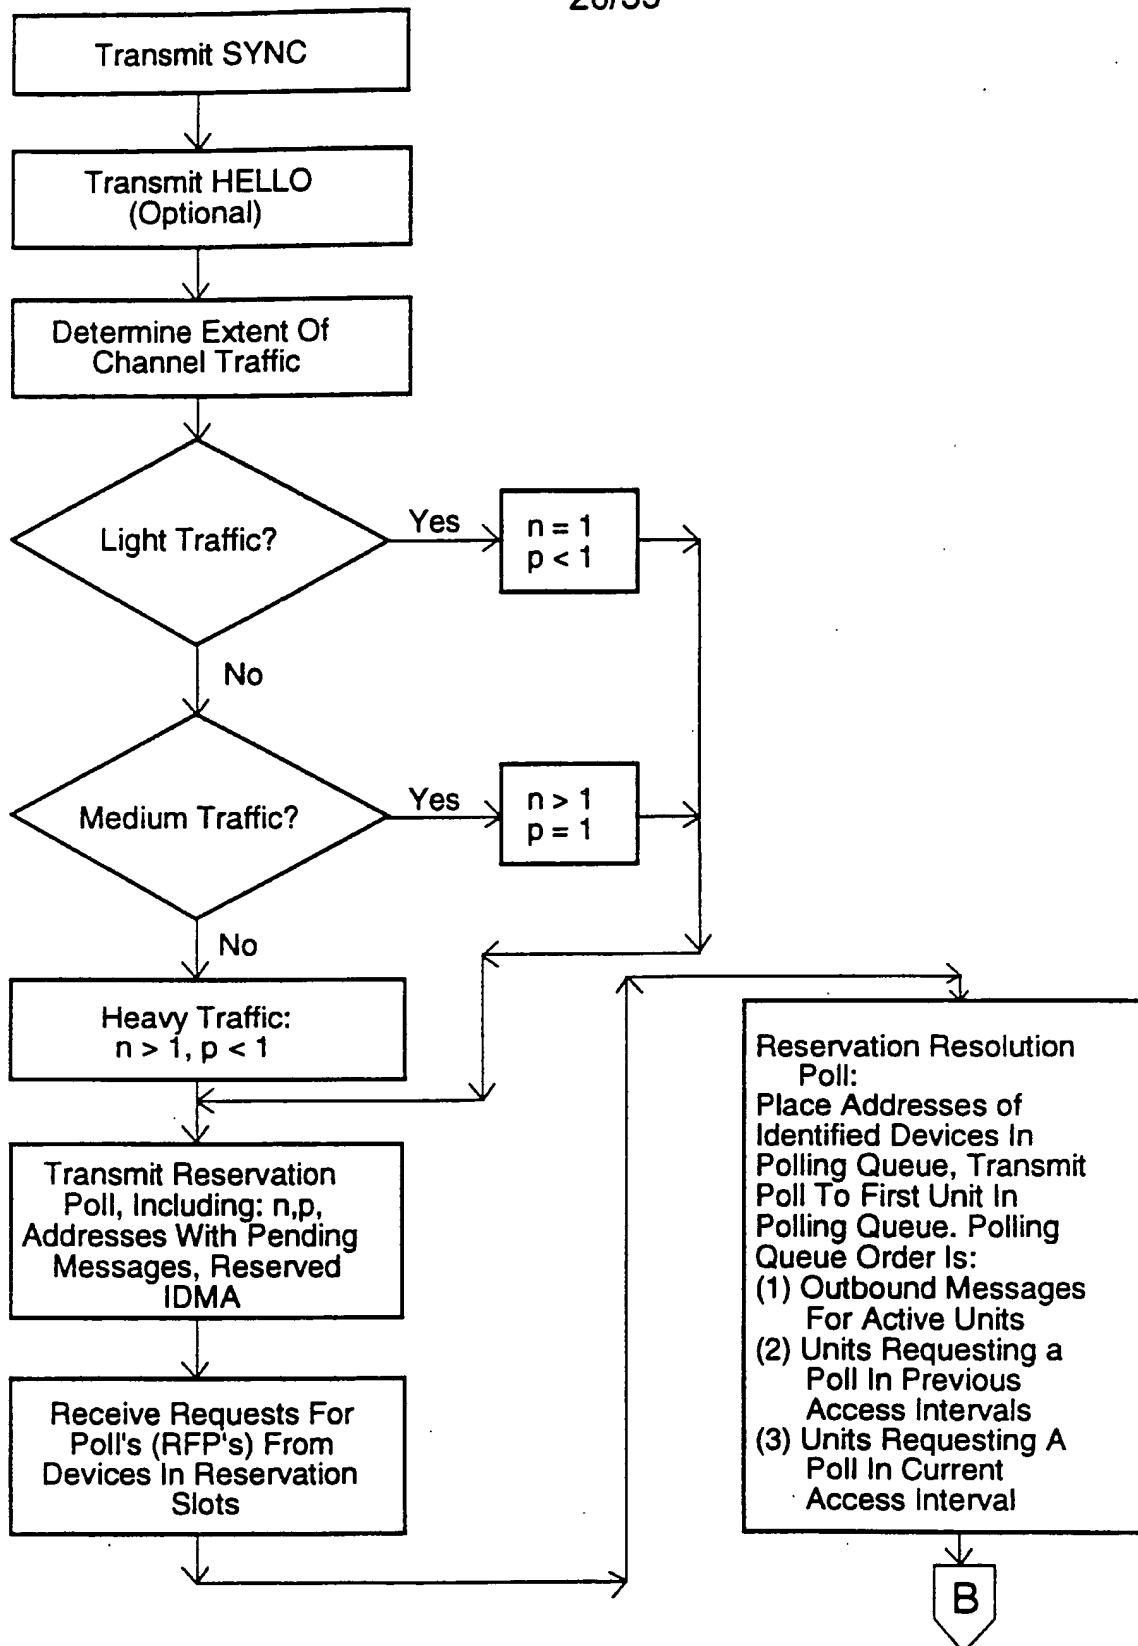 Transmit SYNC
Transmit HELLO
(Optional)
Determine Extent Of
Channel Traffic
Light Traffic?
Yes
n = 1
p < 1
No
Medium Traffic?
Yes
n > 1
p = 1
No
Heavy Traffic:
n > 1, p < 1
Transmit Reservation
Poll, Including: n,p,
Addresses With Pending
Messages, Reserved
IDMA
Receive Requests For
Poll's (RFP's) From
Devices In Reservation
Slots
Reservation Resolution
Poll:
Place Addresses of
Identified Devices In
Polling Queue, Transmit
Poll To First Unit In
Polling Queue. Polling
Queue Order Is:
(1) Outbound Messages
For Active Units
(2) Units Requesting a
Poll In Previous
Access Intervals
(3) Units Requesting A
Poll In Current
Access Interval
B